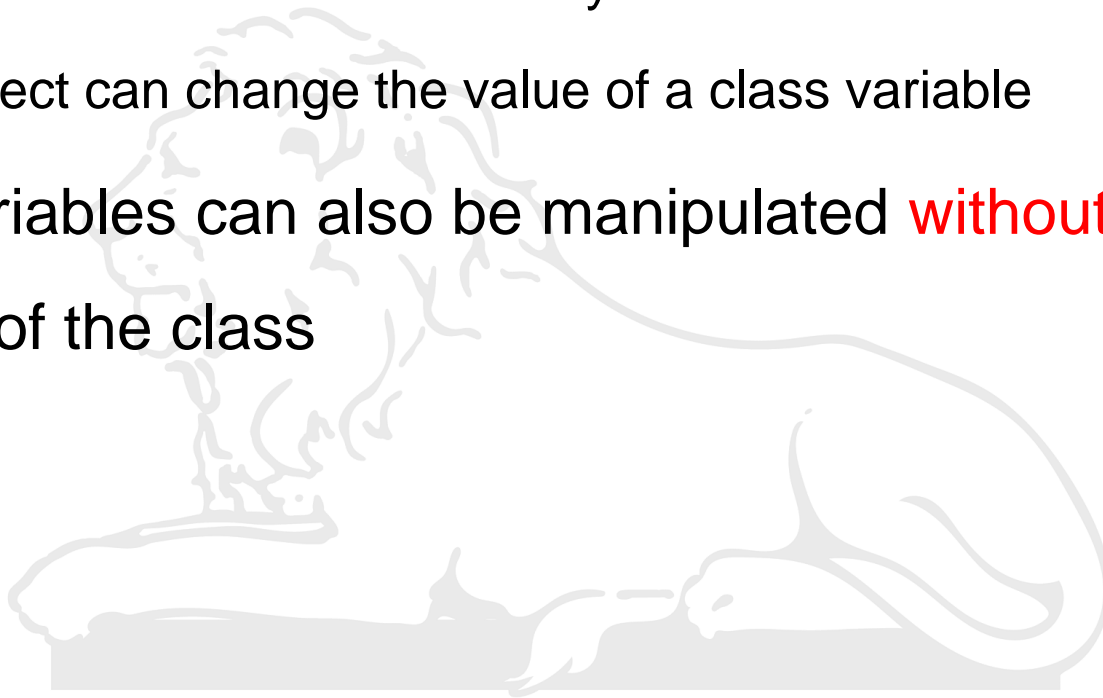 ect can change the value of a class variable
riables can also be manipulated without
of the class